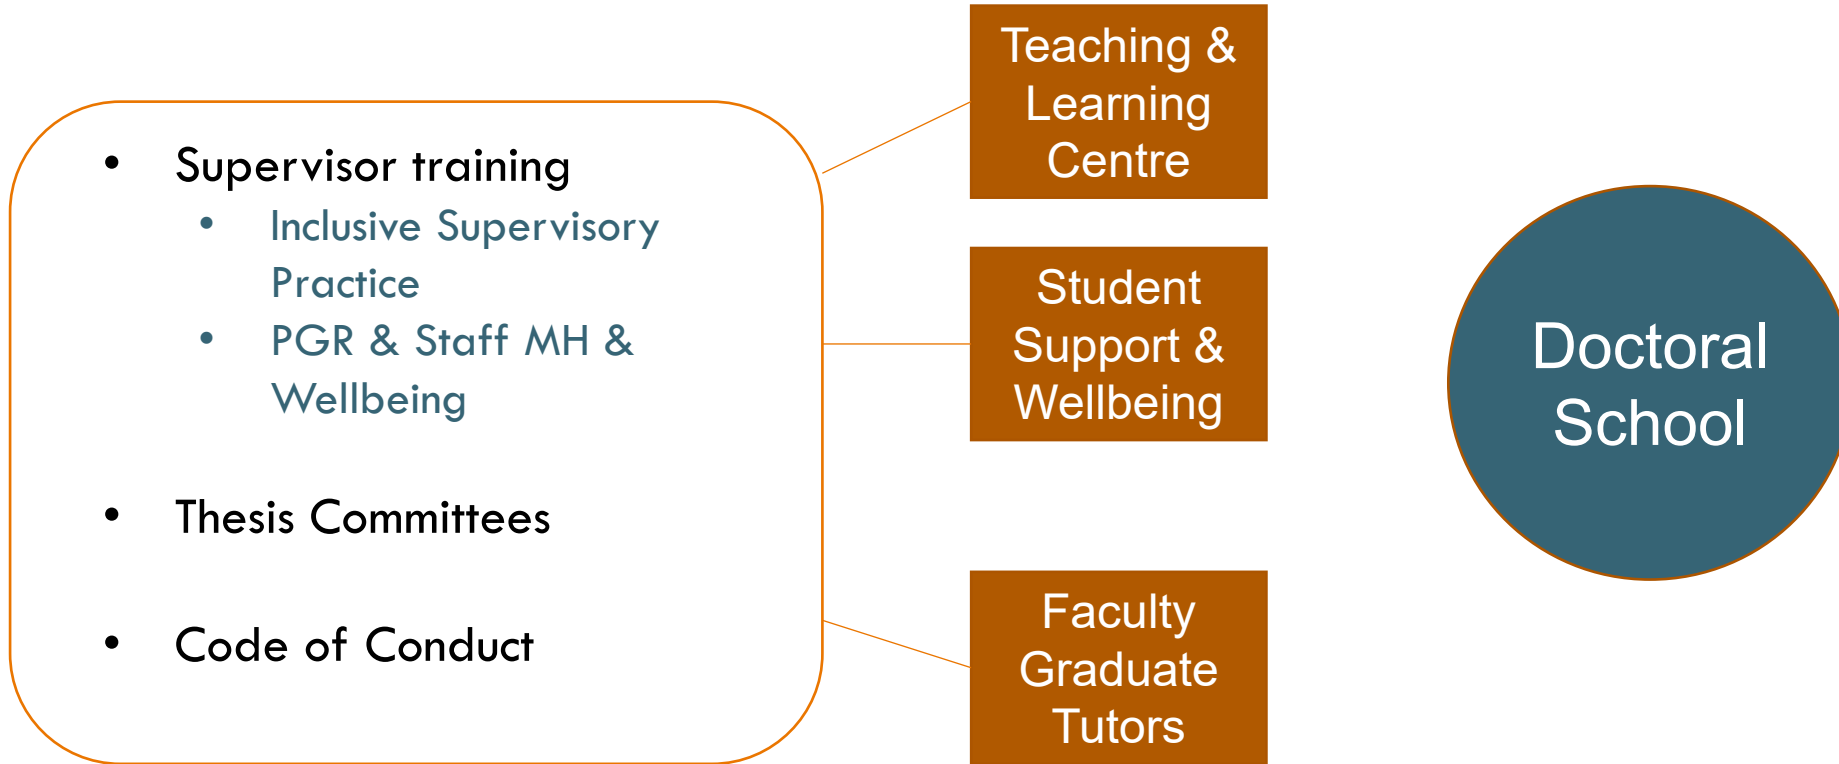 • Supervisor training
• Inclusive Supervisory
Practice
• PGR & Staff MH &
Wellbeing
• Thesis Committees
• Code of Conduct
Teaching &
Learning
Centre
Student
Support &
Wellbeing
Faculty
Graduate
Tutors
Doctoral
School